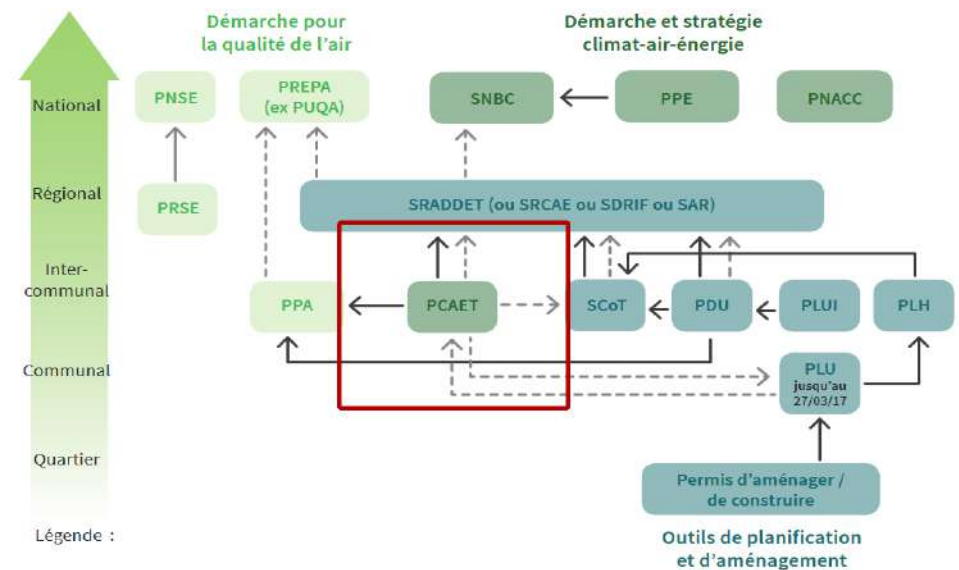 Démarche pour
la qualité de l'air
Démarche et stratégie
climat-air-énergie
National
PNSE
PREPA
(ex PUQA)
SNBC
PPE
PNACC
Régional
PRSE
SRADDET (ou SRCAE ou SDRIF ou SAR)
Inter-
communal
PPA
PCAET
SCoT
PDU
PLUI
PLH
Communal
PLU
jusqu'au
27/03/17
Quartier
Permis d'aménager /
de construire
Légende :
Outils de planification
et d'aménagement